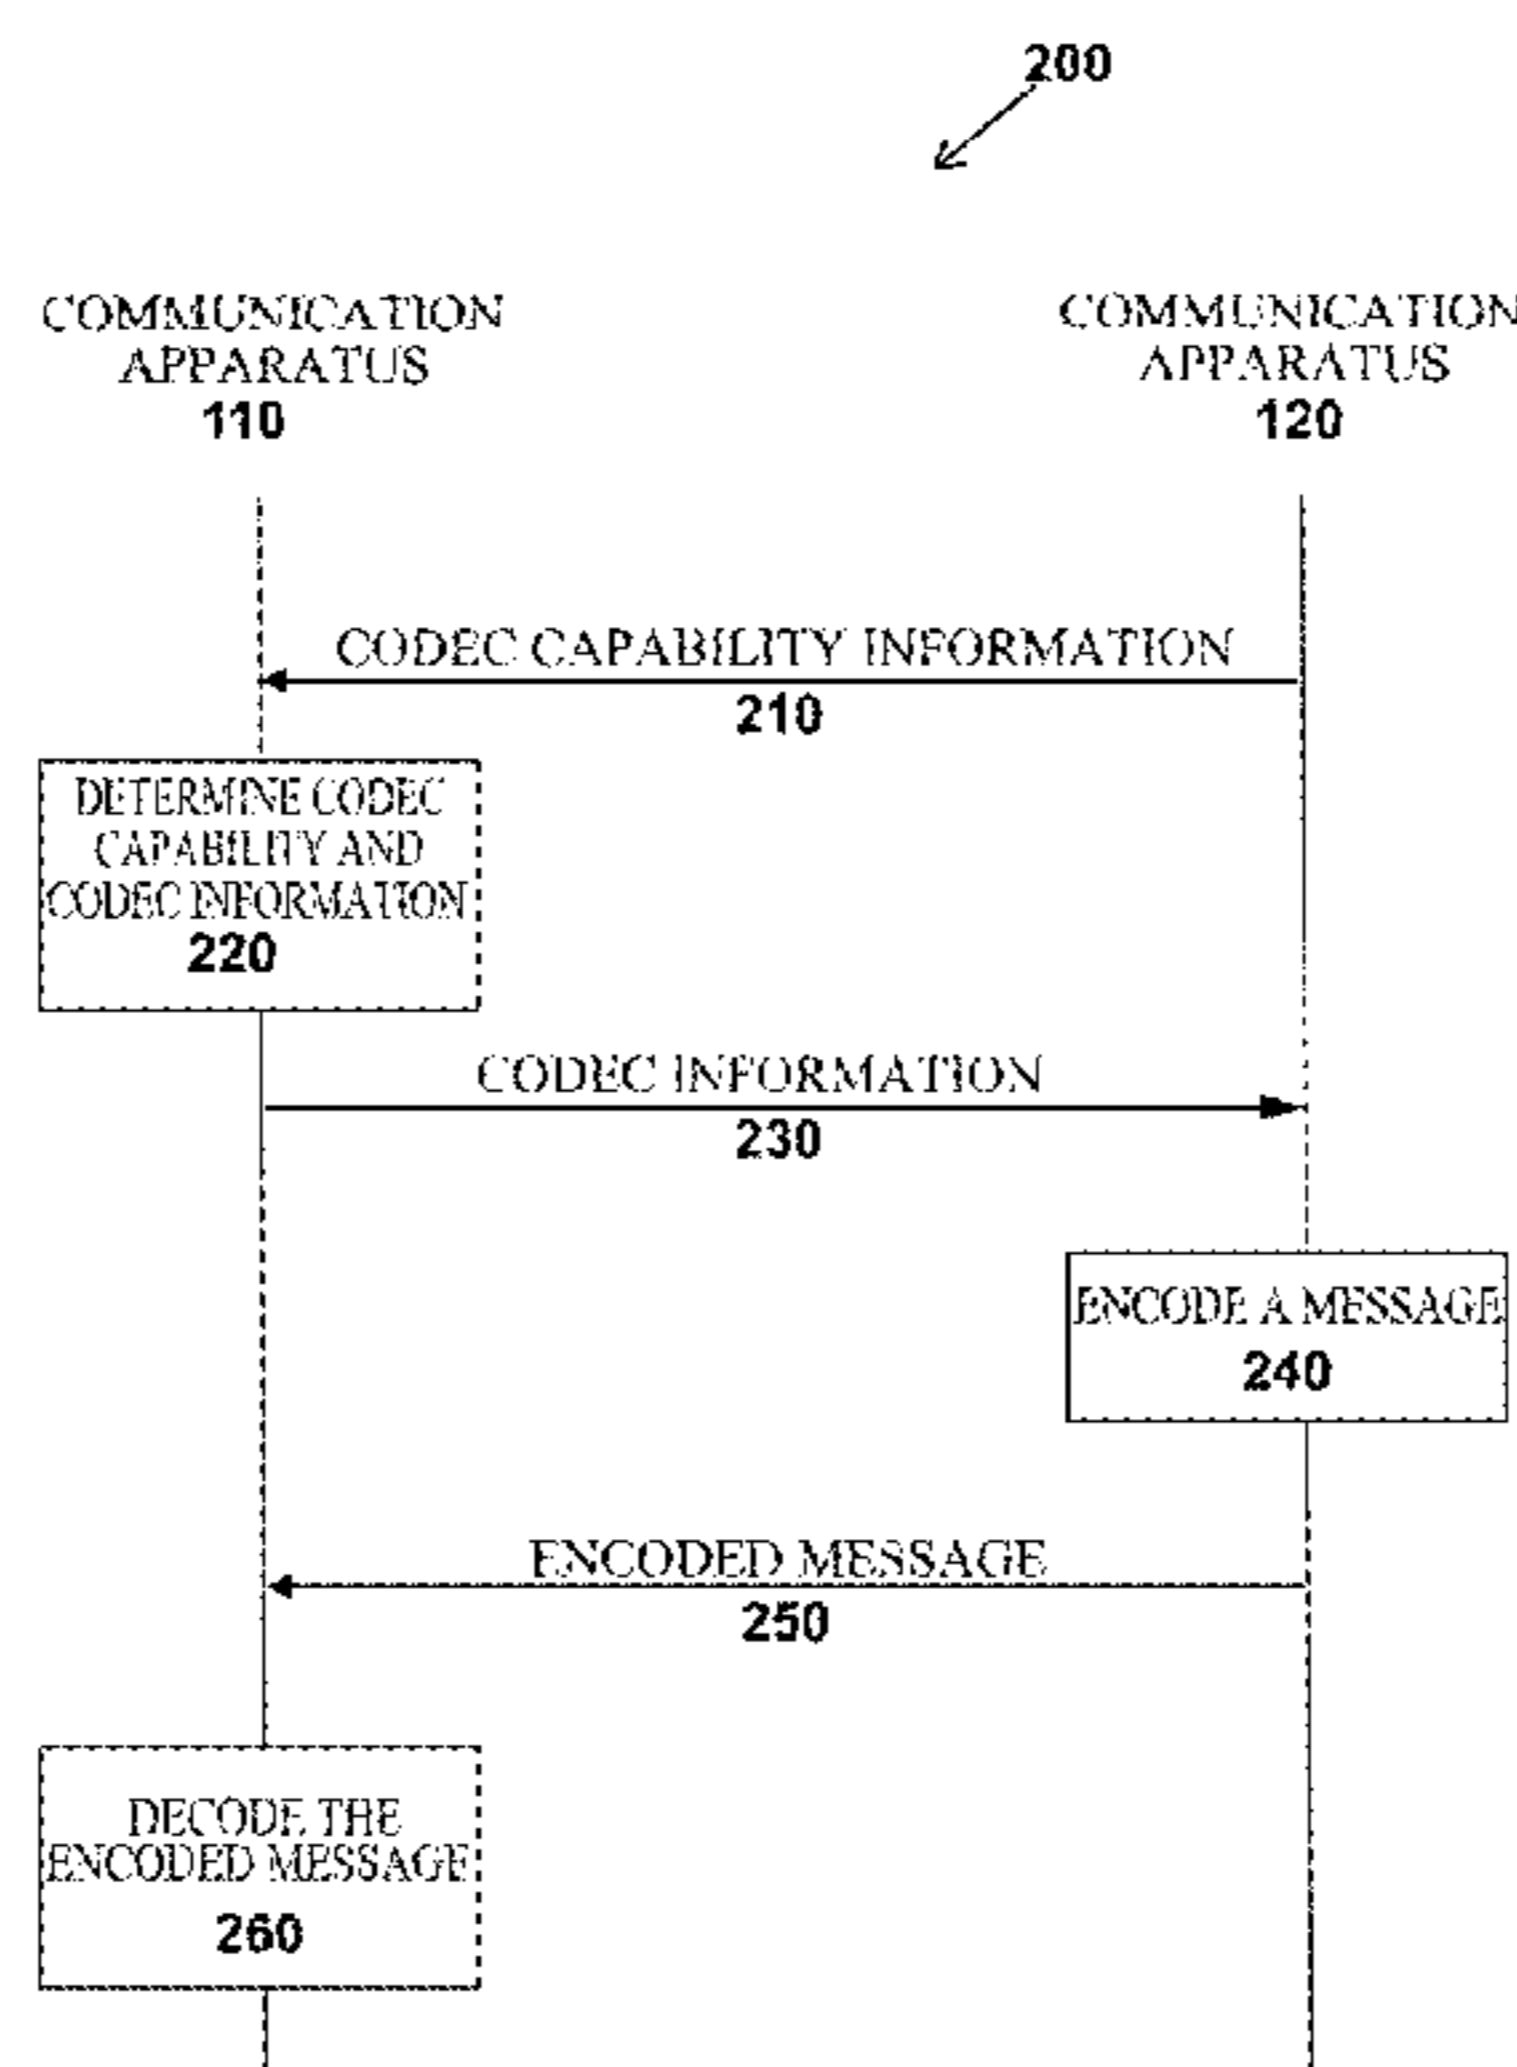 200
COMMUNICATION
APPARATUS
110
COMMUNICATION
APPARATUS
120
CODEC CAPABILITY INFORMATION
210
DETERMINE CODEC
CAPABILITY AND
CODEC INFORMATION
220
CODEC INFORMATION
230
ENCODE A MESSAGE
240
ENCODED MESSAGE
250
DECODE THE
ENCODED MESSAGE
260